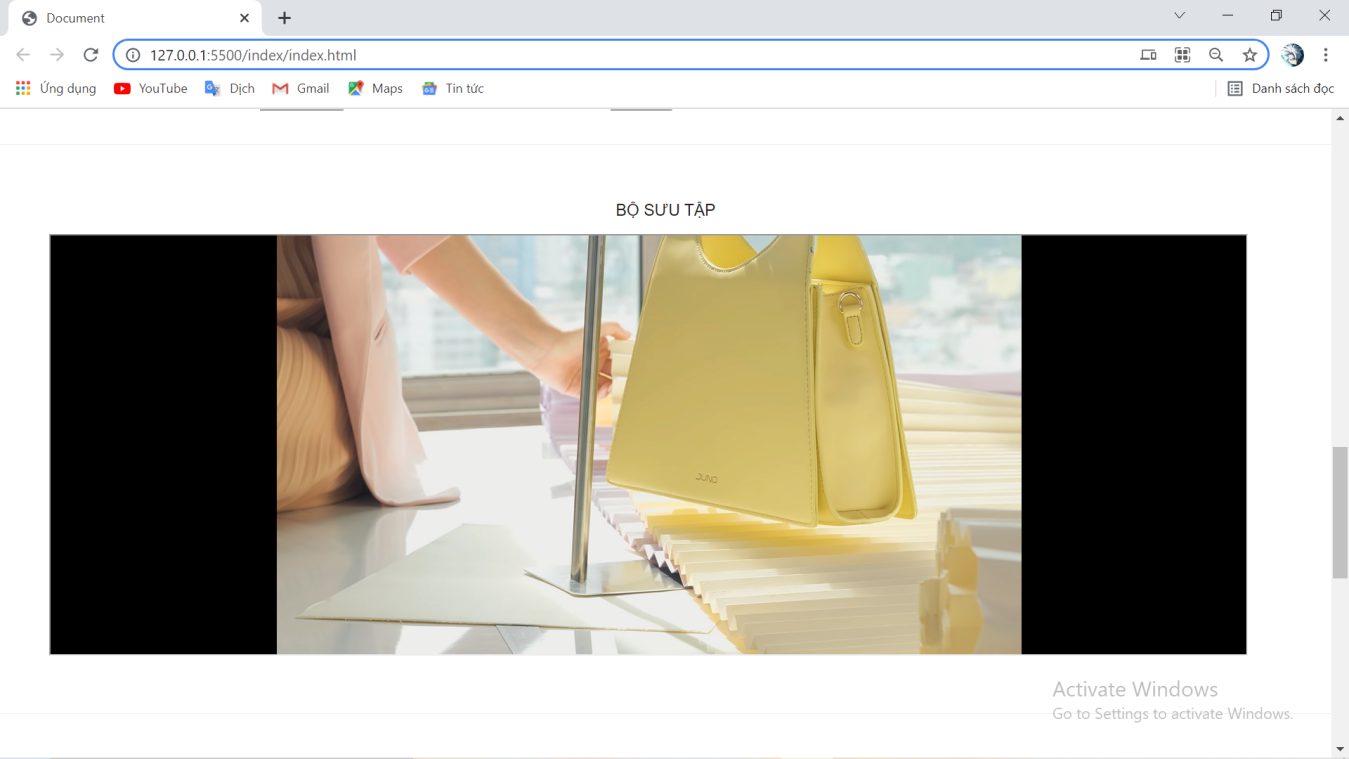 Document
127.0.0.1:5500/index/index.html
Ứng dụng YouTube Dịch Gmail Maps Tin tức Danh sách đọc
BỘ SƯU TẬP
JUNO
Activate Windows
Go to Settings to activate Windows.